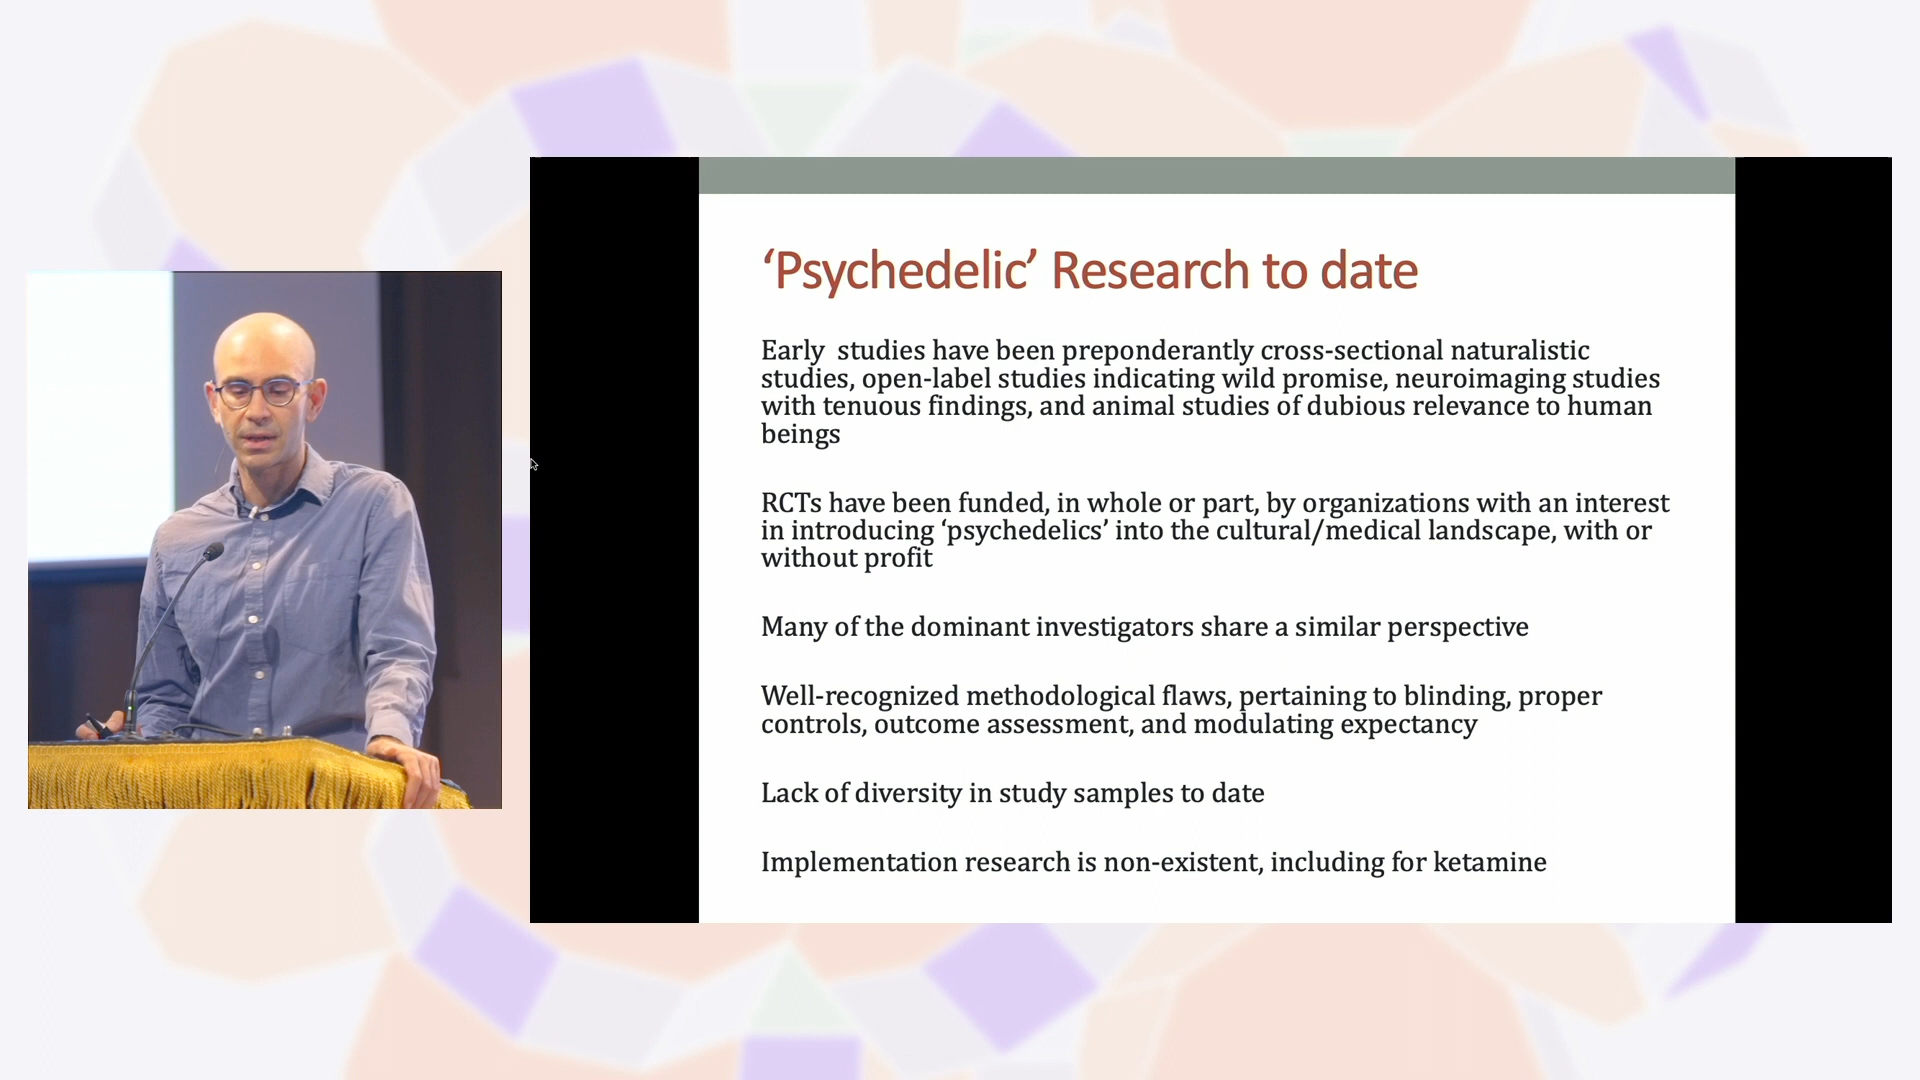 ‘Psychedelic’ Research to date
Early  studies have been preponderantly cross-sectional naturalistic
studies, open-label studies indicating wild promise, neuroimaging studies
with tenuous findings, and animal studies of dubious relevance to human
beings
RCTs have been funded, in whole or part, by organizations with an interest
in introducing ‘psychedelics’ into the cultural/medical landscape, with or
without profit
Many of the dominant investigators share a similar perspective
Well-recognized methodological flaws, pertaining to blinding, proper
controls, outcome assessment, and modulating expectancy
Lack of diversity in study samples to date
Implementation research is non-existent, including for ketamine